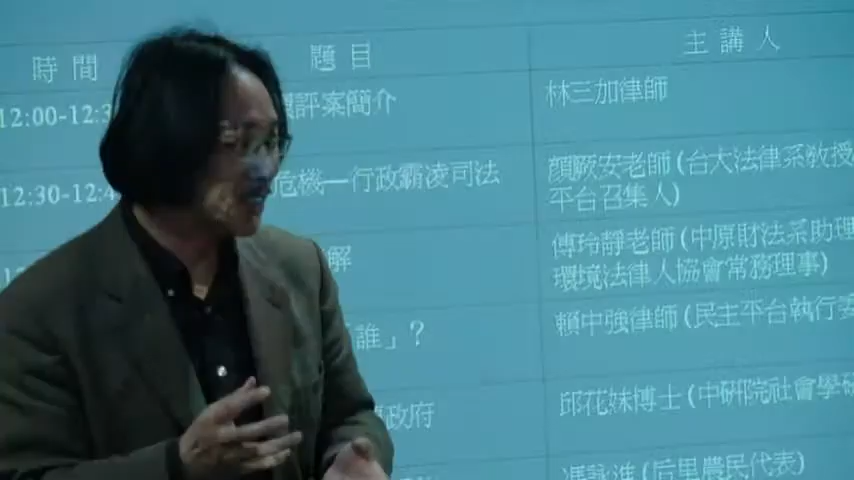 時間 題目 主講人
12:00-12:3 環評案簡介 林三加律師
12:30-12:4 危機—行政霸凌司法 顏厥安老師(台大法律系教授
平台召集人)
12 解 傅玲靜老師(中原財法系助理
環境法律人協會常務理事)
誰」? 賴中強律師(民主平台執行委
政府 邱花妹博士(中研院社會學研
馮詠淮(后里農民代表)